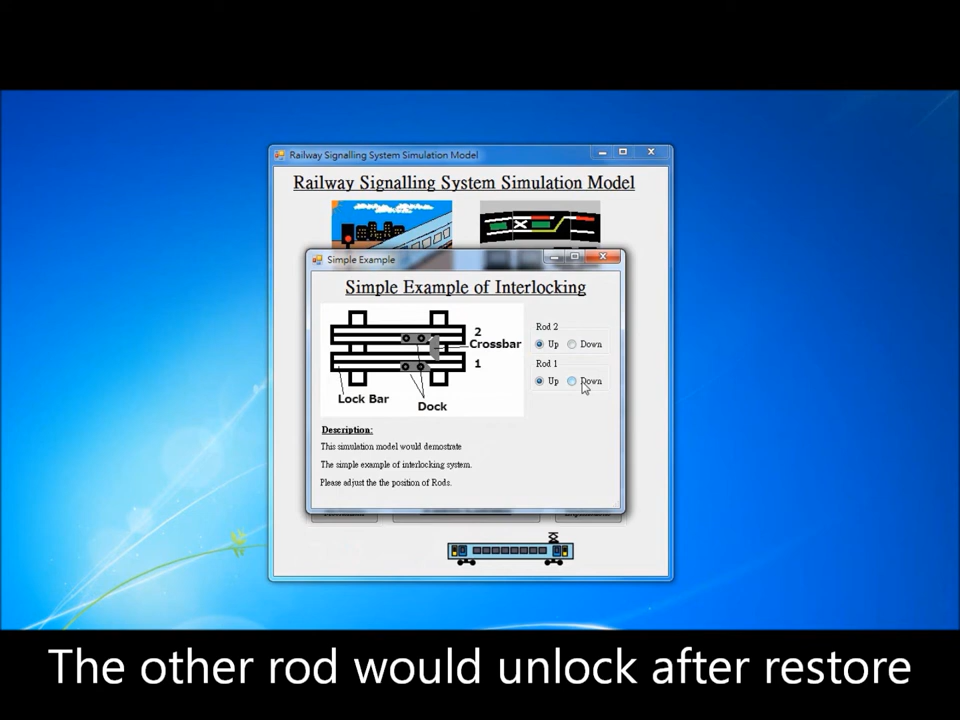 Railway Signalling System Simulation Model
Railway Signalling System Simulation Model
Simple Example
Simple Example of Interlocking
2
Crossbar
1
Lock Bar
Dock
Rod 2
Up Down
Rod 1
Up Down
Description:
This simulation model would demostrate
The simple example of interlocking system.
Please adjust the the position of Rods.
The other rod would unlock after restore